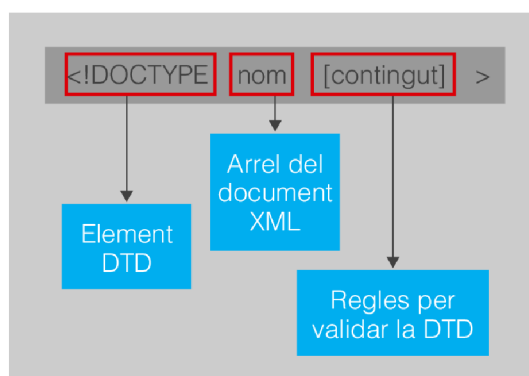 <!DOCTYPE nom [contingut] >
Arrel del
document
XML
Element
DTD
Regles per
validar la DTD